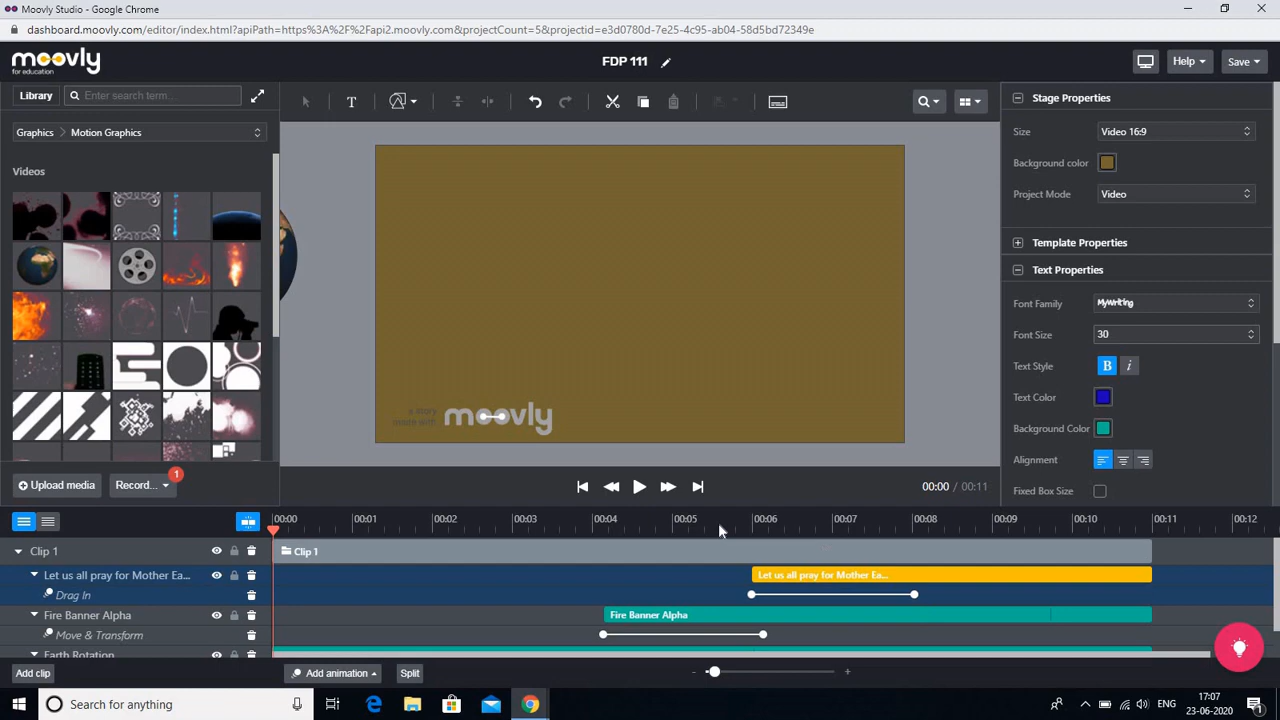 Moovly Studio - Google Chrome
dashboard.moovly.com/editor/index.html?apiPath=https%3A%2F%2Fapi2.moovly.com&projectCount=5&projectid=e3d0780d-7e25-4c95-ab04-58d5bd72349e
moovly
for education
FDP 111
Help
Save
Library
Enter search term...
T
Stage Properties
Graphics > Motion Graphics
Size
Video 16:9
Videos
Background color
Project Mode
Video
Template Properties
Text Properties
Font Family
MyWriting
Font Size
30
Text Style
B
i
Text Color
a story
made with
moovly
Background Color
Alignment
Upload media
Record...
1
00:00 / 00:11
Fixed Box Size
00:00
00:01
00:02
00:03
00:04
00:05
00:06
00:07
00:08
00:09
00:10
00:11
00:12
Clip 1
Clip 1
Let us all pray for Mother Ea...
Let us all pray for Mother Ea...
Drag In
Fire Banner Alpha
Fire Banner Alpha
Move & Transform
Earth Rotation
Add clip
Add animation
Split
- +
Search for anything
ENG
17:07
23-06-2020
1